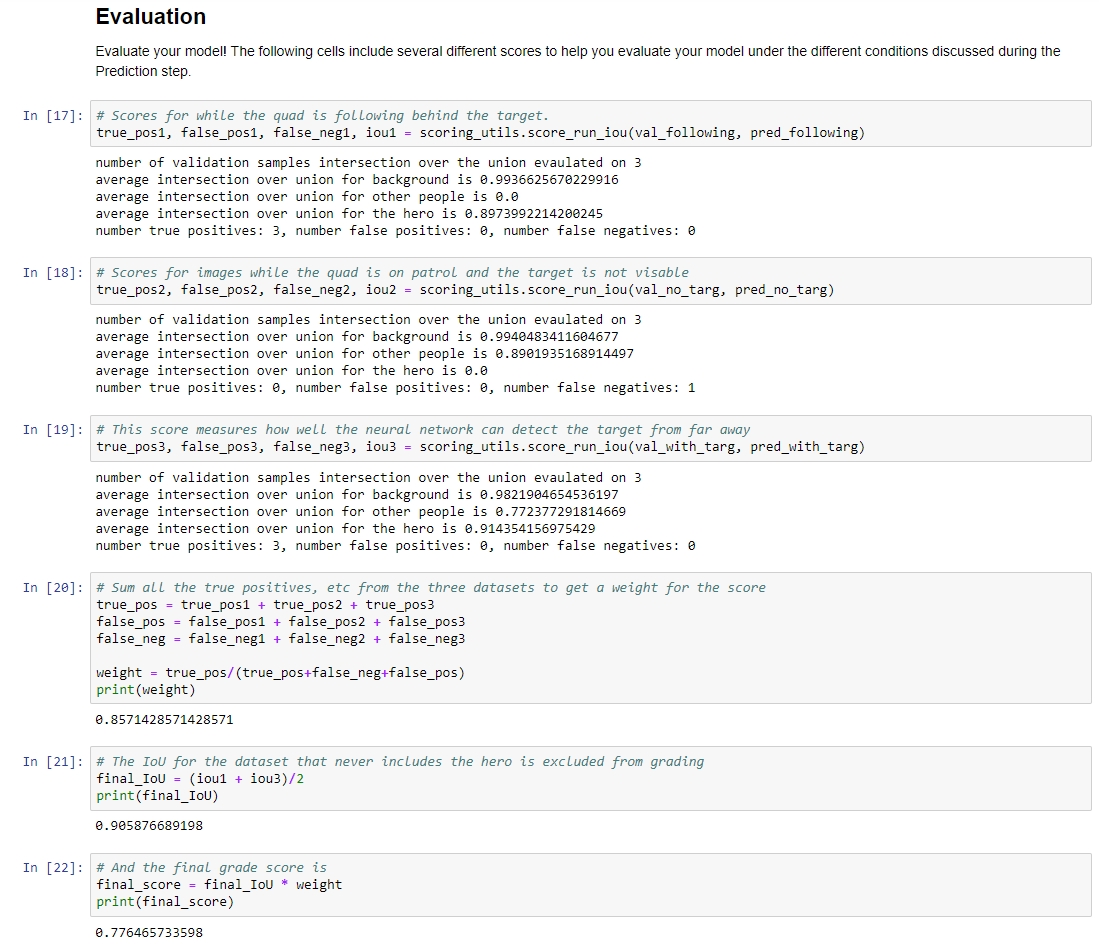 Evaluation
Evaluate your model! The following cells include several different scores to help you evaluate your model under the different conditions discussed during the
Prediction step.
In [17]:
# Scores for while the quad is following behind the target.
true_pos1, false_pos1, false_neg1, iou1 = scoring_utils.score_run_iou(val_following, pred_following)
number of validation samples intersection over the union evaulated on 3
average intersection over union for background is 0.9936625670229916
average intersection over union for other people is 0.0
average intersection over union for the hero is 0.8973992214200245
number true positives: 3, number false positives: 0, number false negatives: 0
In [18]:
# Scores for images while the quad is on patrol and the target is not visable
true_pos2, false_pos2, false_neg2, iou2 = scoring_utils.score_run_iou(val_no_targ, pred_no_targ)
number of validation samples intersection over the union evaulated on 3
average intersection over union for background is 0.9940483411604677
average intersection over union for other people is 0.8901935168914497
average intersection over union for the hero is 0.0
number true positives: 0, number false positives: 0, number false negatives: 1
In [19]:
# This score measures how well the neural network can detect the target from far away
true_pos3, false_pos3, false_neg3, iou3 = scoring_utils.score_run_iou(val_with_targ, pred_with_targ)
number of validation samples intersection over the union evaulated on 3
average intersection over union for background is 0.9821904654536197
average intersection over union for other people is 0.772377291814669
average intersection over union for the hero is 0.914354156975429
number true positives: 3, number false positives: 0, number false negatives: 0
In [20]:
# Sum all the true positives, etc from the three datasets to get a weight for the score
true_pos = true_pos1 + true_pos2 + true_pos3
false_pos = false_pos1 + false_pos2 + false_pos3
false_neg = false_neg1 + false_neg2 + false_neg3
weight = true_pos/(true_pos+false_neg+false_pos)
print(weight)
0.8571428571428571
In [21]:
# The IoU for the dataset that never includes the hero is excluded from grading
final_IoU = (iou1 + iou3)/2
print(final_IoU)
0.905876689198
In [22]:
# And the final grade score is
final_score = final_IoU * weight
print(final_score)
0.776465733598